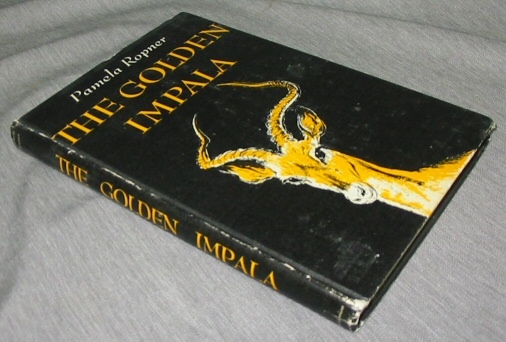 Pamela Ropner
THE GOLDEN
IMPALA
THE GOLDEN IMPALA